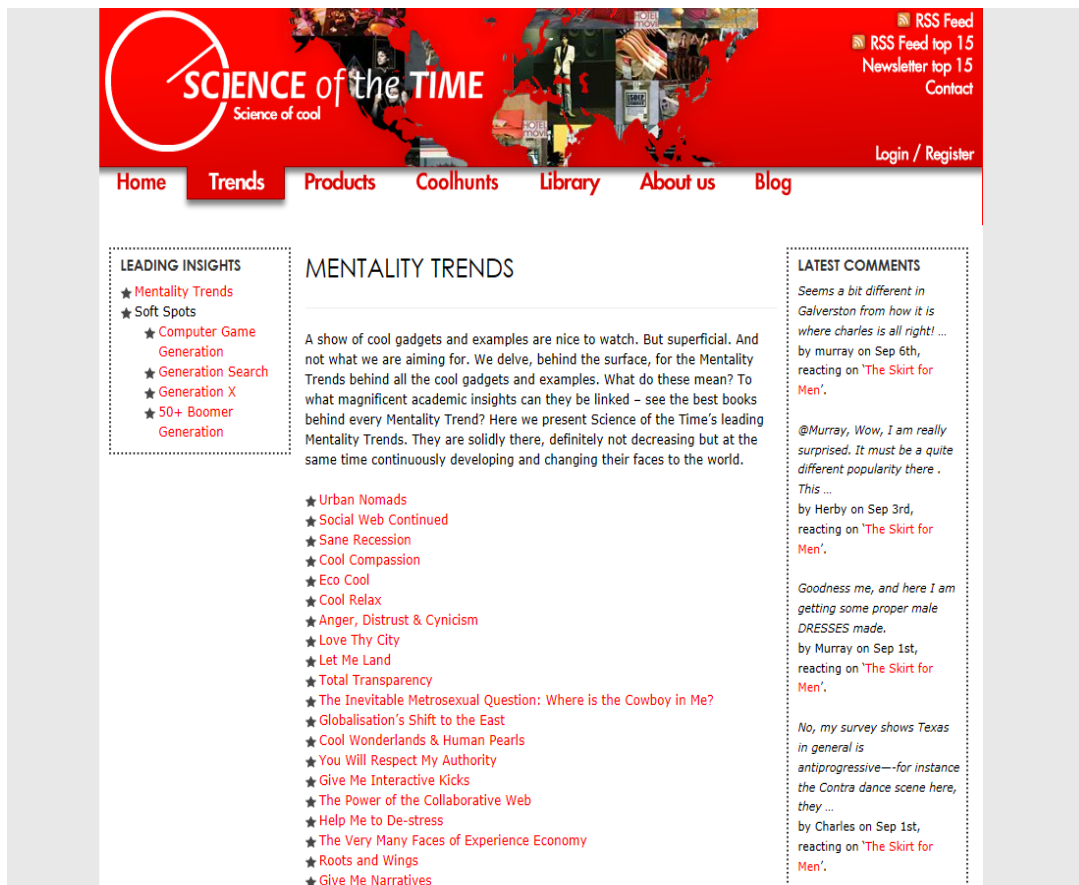 RSS Feed
RSS Feed top 15
Newsletter top 15
Contact
SCIENCE of the TIME
Science of cool
Login / Register
Home
Trends
Products
Coolhunts
Library
About us
Blog
LEADING INSIGHTS
Mentality Trends
Soft Spots
Computer Game
Generation
Generation Search
Generation X
50+ Boomer
Generation
MENTALITY TRENDS
A show of cool gadgets and examples are nice to watch. But superficial. And
not what we are aiming for. We delve, behind the surface, for the Mentality
Trends behind all the cool gadgets and examples. What do these mean? To
what magnificent academic insights can they be linked – see the best books
behind every Mentality Trend? Here we present Science of the Time's leading
Mentality Trends. They are solidly there, definitely not decreasing but at the
same time continuously developing and changing their faces to the world.
Urban Nomads
Social Web Continued
Sane Recession
Cool Compassion
Eco Cool
Cool Relax
Anger, Distrust & Cynicism
Love Thy City
Let Me Land
Total Transparency
The Inevitable Metrosexual Question: Where is the Cowboy in Me?
Globalisation's Shift to the East
Cool Wonderlands & Human Pearls
You Will Respect My Authority
Give Me Interactive Kicks
The Power of the Collaborative Web
Help Me to De-stress
The Very Many Faces of Experience Economy
Roots and Wings
Give Me Narratives
LATEST COMMENTS
Seems a bit different in
Galverston from how it is
where charles is all right! …
by murray on Sep 6th,
reacting on 'The Skirt for
Men'.
@Murray, Wow, I am really
surprised. It must be a quite
different popularity there .
This …
by Herby on Sep 3rd,
reacting on 'The Skirt for
Men'.
Goodness me, and here I am
getting some proper male
DRESSES made.
by Murray on Sep 1st,
reacting on 'The Skirt for
Men'.
No, my survey shows Texas
in general is
antiprogressive—-for instance
the Contra dance scene here,
they …
by Charles on Sep 1st,
reacting on 'The Skirt for
Men'.